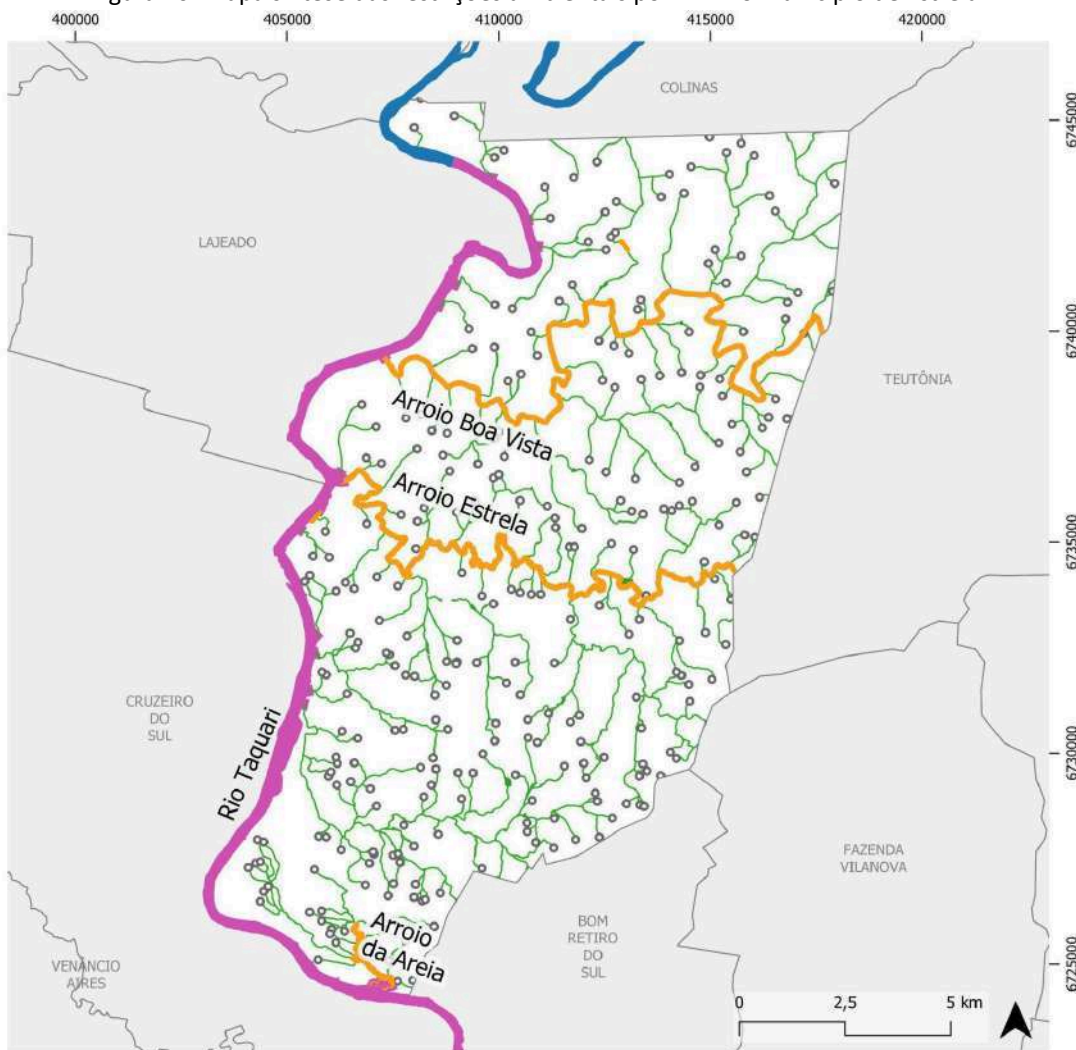 400000
405000
410000
415000
420000
COLINAS
6745000
LAJEADO
6740000
TEUTÔNIA
Arroio Boa Vista
Arroio Estrela
6735000
CRUZEIRO
DO
SUL
Rio Taquari
6730000
FAZENDA
VILANOVA
Arroio
da Areia
BOM
RETIRO
DO
SUL
VENÂNCIO
AIRES
6725000
0
2,5
5 km